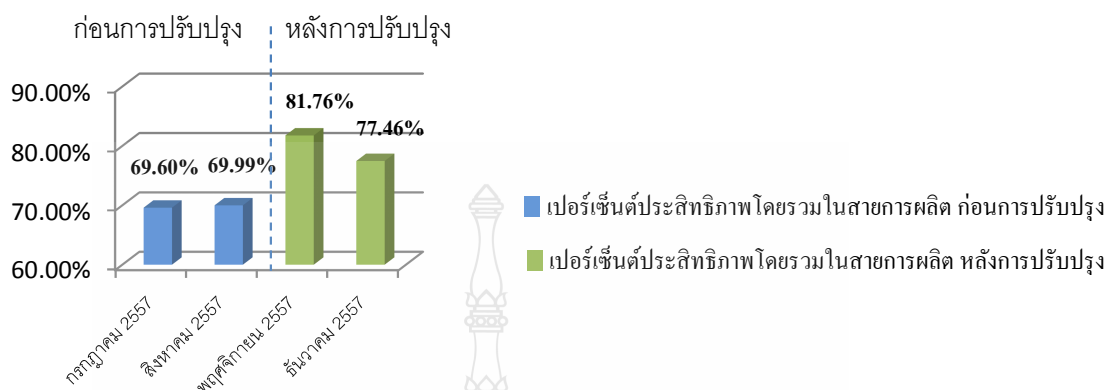 ก่อนการปรับปรุง หลังการปรับปรุง
90.00%
80.00%
70.00%
60.00%
69.60%
69.99%
81.76%
77.46%
กรกฎาคม 2557
สิงหาคม 2557
พฤศจิกายน 2557
ธันวาคม 2557
เปอร์เซ็นต์ประสิทธิภาพโดยรวมในสายการผลิต ก่อนการปรับปรุง
เปอร์เซ็นต์ประสิทธิภาพโดยรวมในสายการผลิต หลังการปรับปรุง